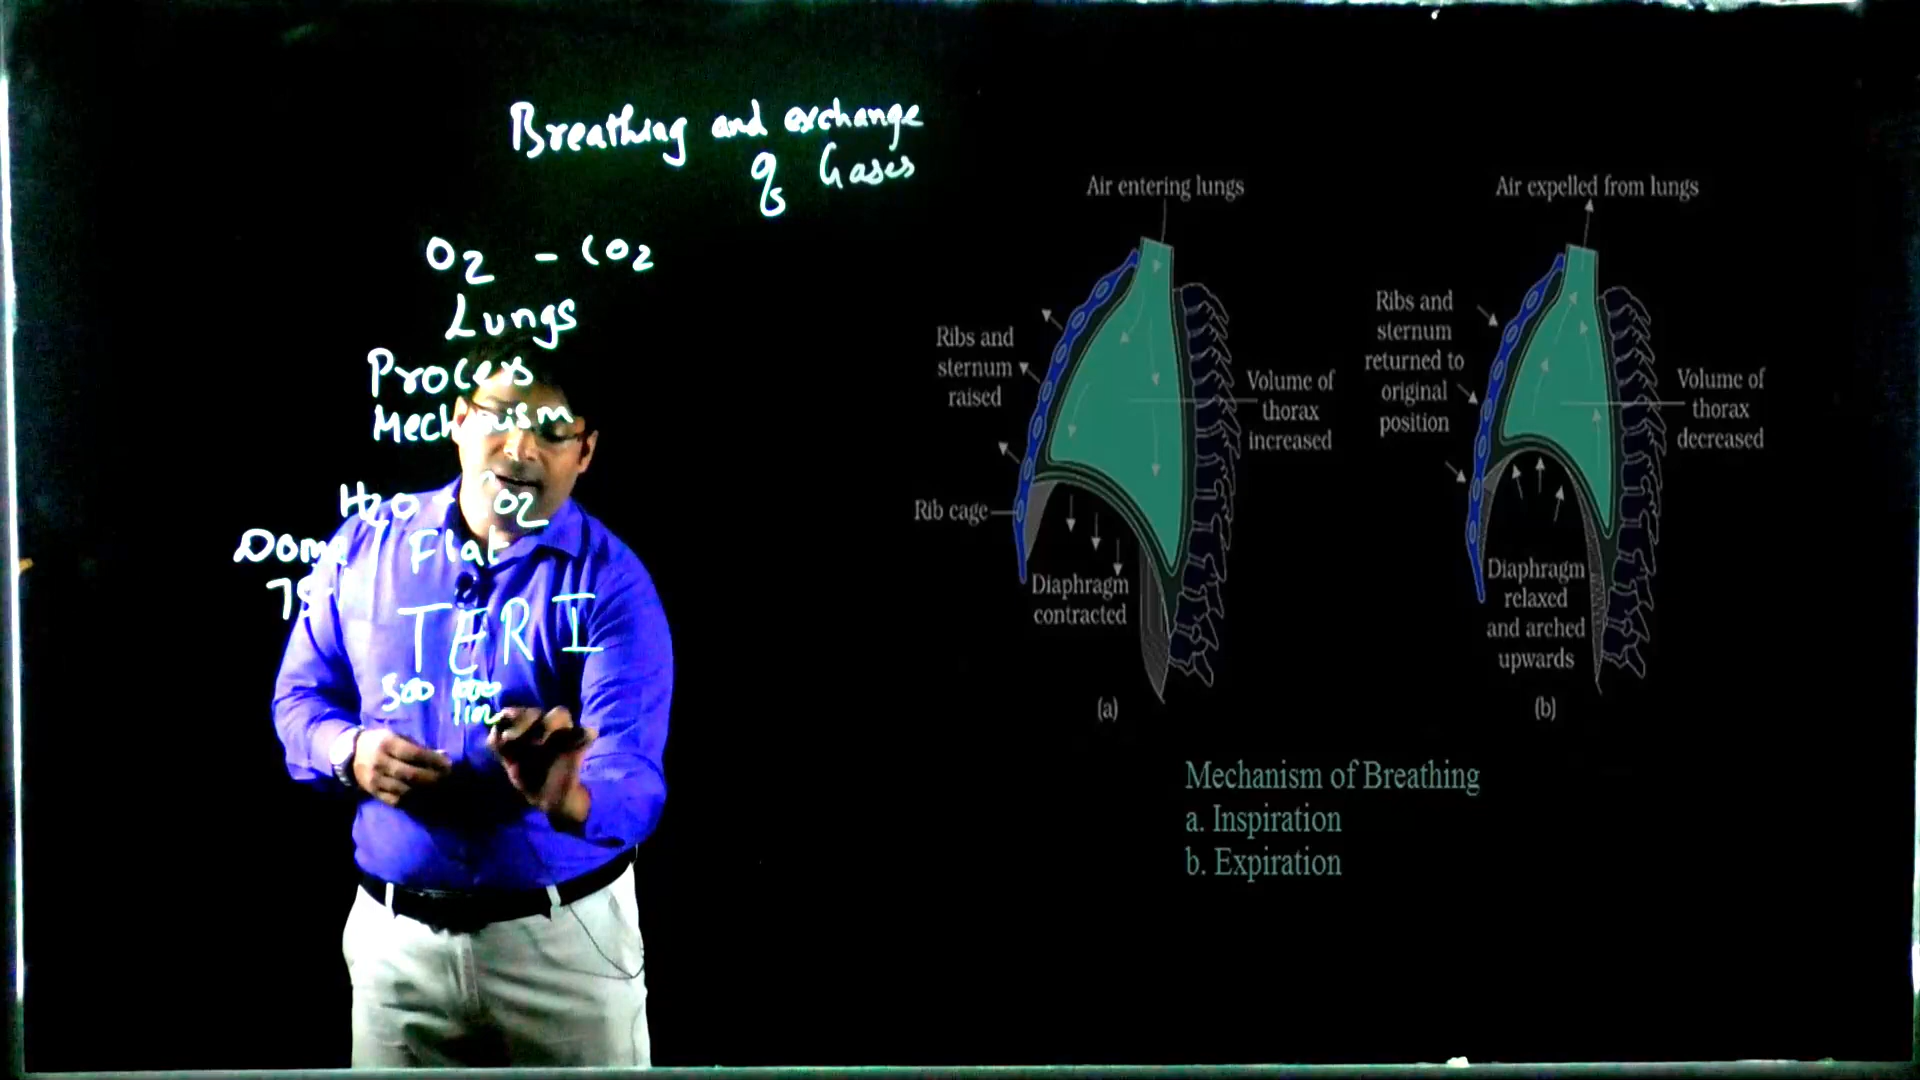 Breathing and exchange
of Gases
O2 - CO2
Lungs
Process
Mechanism
H2O + CO2
Dome Flat
TERI
500
Air entering lungs
Ribs and
sternum
raised
Rib cage
Volume of
thorax
increased
Diaphragm
contracted
(a)
Air expelled from lungs
Ribs and
sternum
returned to
original
position
Volume of
thorax
decreased
Diaphragm
relaxed
and arched
upwards
(b)
Mechanism of Breathing
a. Inspiration
b. Expiration